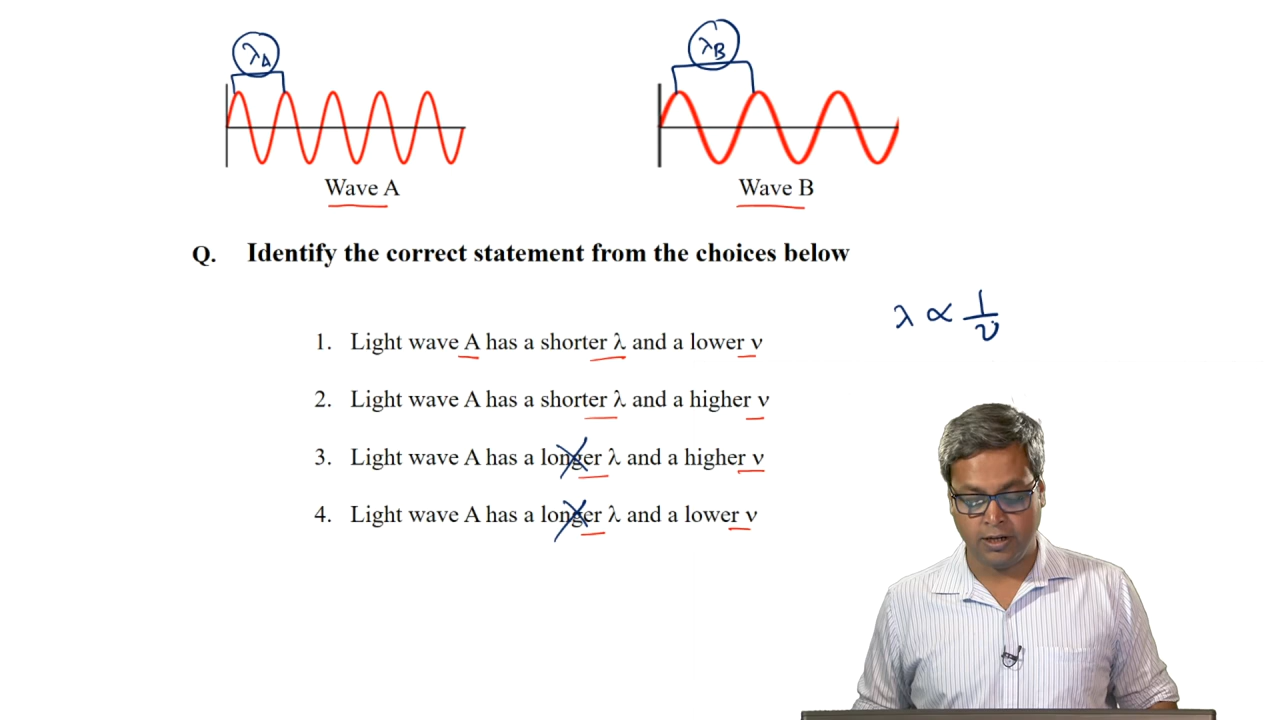 λA
λB
Wave A
Wave B
Q. Identify the correct statement from the choices below
λ ∝ 1/ν
1. Light wave A has a shorter λ and a lower ν
2. Light wave A has a shorter λ and a higher ν
3. Light wave A has a longer λ and a higher ν
4. Light wave A has a longer λ and a lower ν